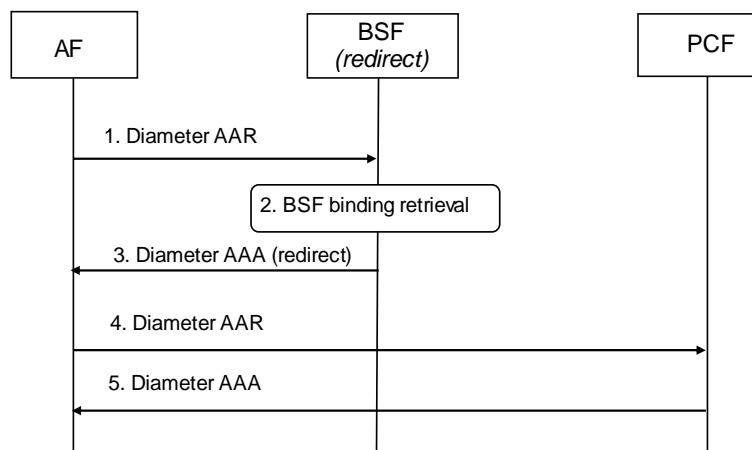 AF
BSF
(redirect)
PCF
1. Diameter AAR
2. BSF binding retrieval
3. Diameter AAA (redirect)
4. Diameter AAR
5. Diameter AAA